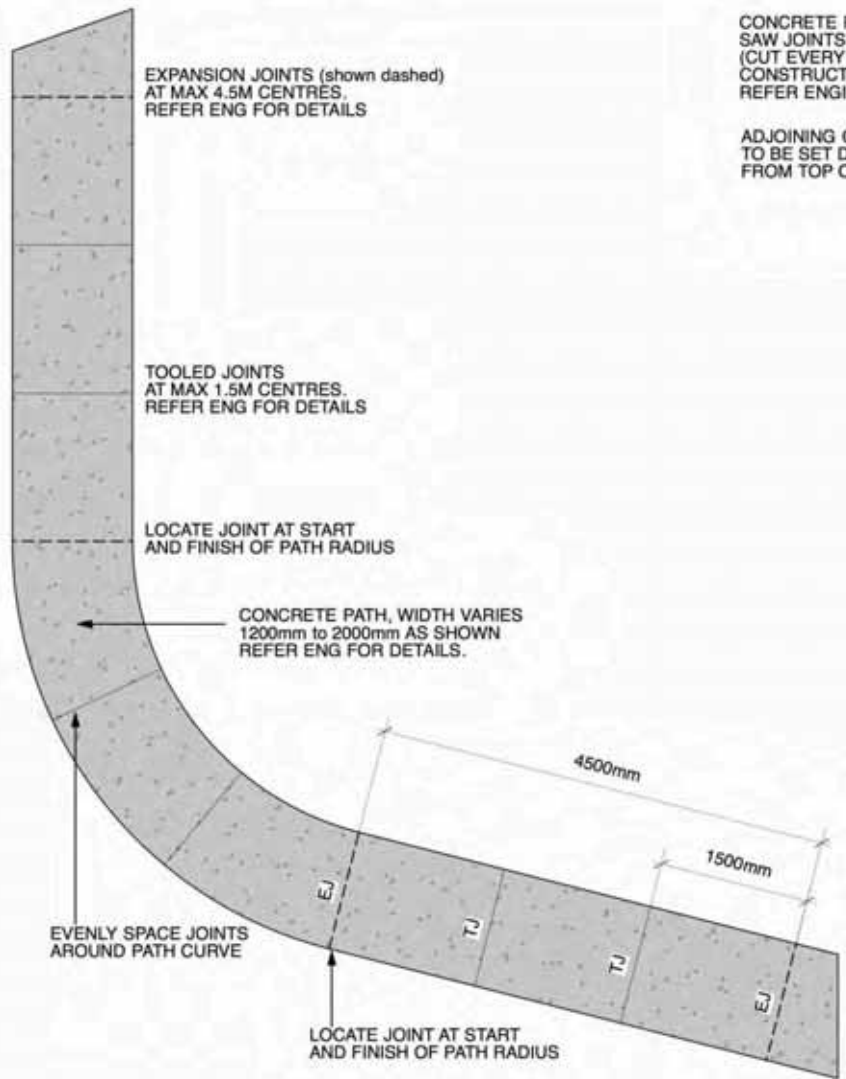 EXPANSION JOINTS (shown dashed)
AT MAX 4.5M CENTRES.
REFER ENG FOR DETAILS
CONCRETE
SAW JOINTS
(CUT EVERY
CONSTRUCT
REFER ENGI
ADJOINING
TO BE SET D
FROM TOP
TOOLED JOINTS
AT MAX 1.5M CENTRES.
REFER ENG FOR DETAILS
LOCATE JOINT AT START
AND FINISH OF PATH RADIUS
CONCRETE PATH, WIDTH VARIES
1200mm to 2000mm AS SHOWN
REFER ENG FOR DETAILS.
4500mm
1500mm
EJ
TJ
TJ
EJ
EVENLY SPACE JOINTS
AROUND PATH CURVE
LOCATE JOINT AT START
AND FINISH OF PATH RADIUS